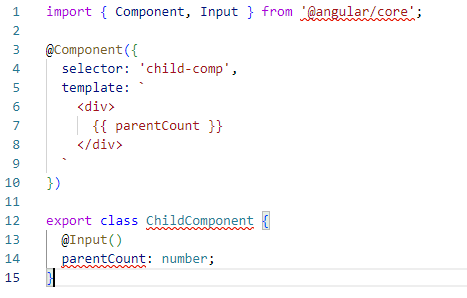 1 import { Component, Input } from '@angular/core';
2
3 @Component({
4   selector: 'child-comp',
5   template: `
6     <div>
7       {{ parentCount }}
8     </div>
9   `
10 })
11
12 export class ChildComponent {
13   @Input()
14   parentCount: number;
15 }